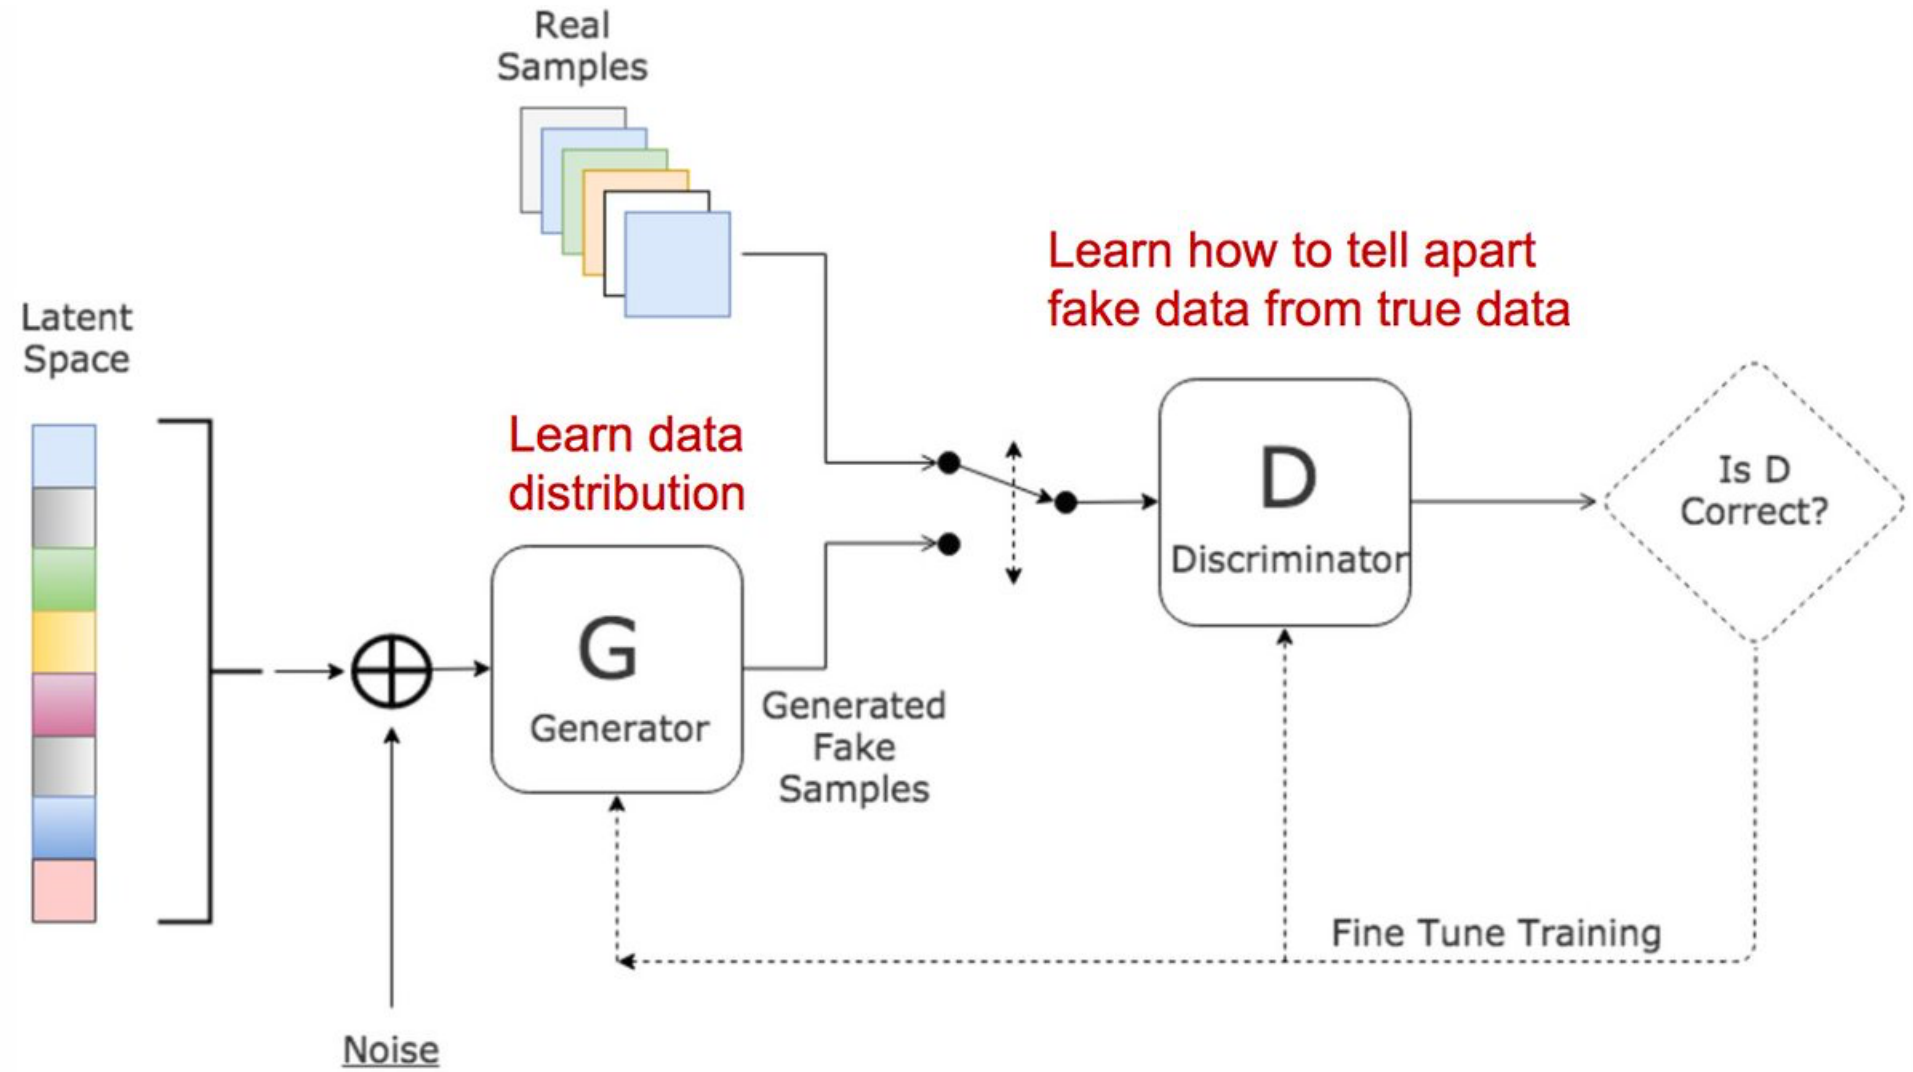 Real
Samples
Latent
Space
Learn data
distribution
Learn how to tell apart
fake data from true data
G
Generator
Generated
Fake
Samples
D
Discriminator
Is D
Correct?
Fine Tune Training
Noise